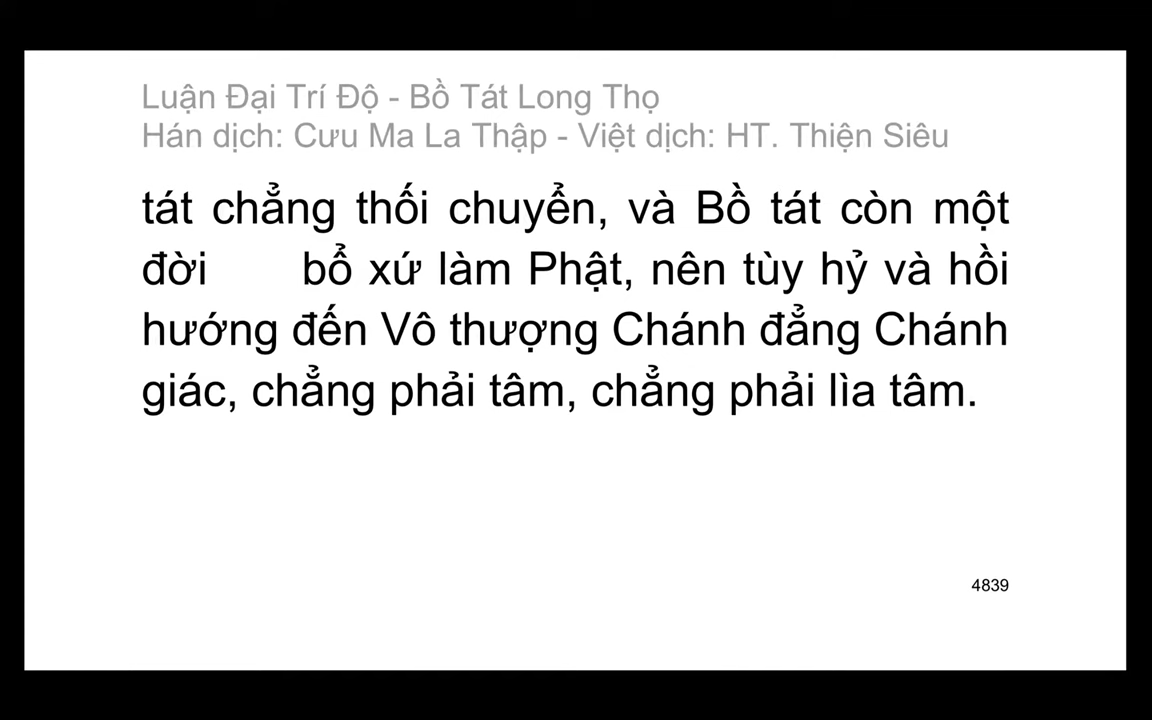 Luận Đại Trí Độ - Bồ Tát Long Thọ
Hán dịch: Cưu Ma La Thập - Việt dịch: HT. Thiện Siêu
tát chẳng thối chuyển, và Bồ tát còn một
đời bổ xứ làm Phật, nên tùy hỷ và hồi
hướng đến Vô thượng Chánh đẳng Chánh
giác, chẳng phải tâm, chẳng phải lìa tâm.
4839